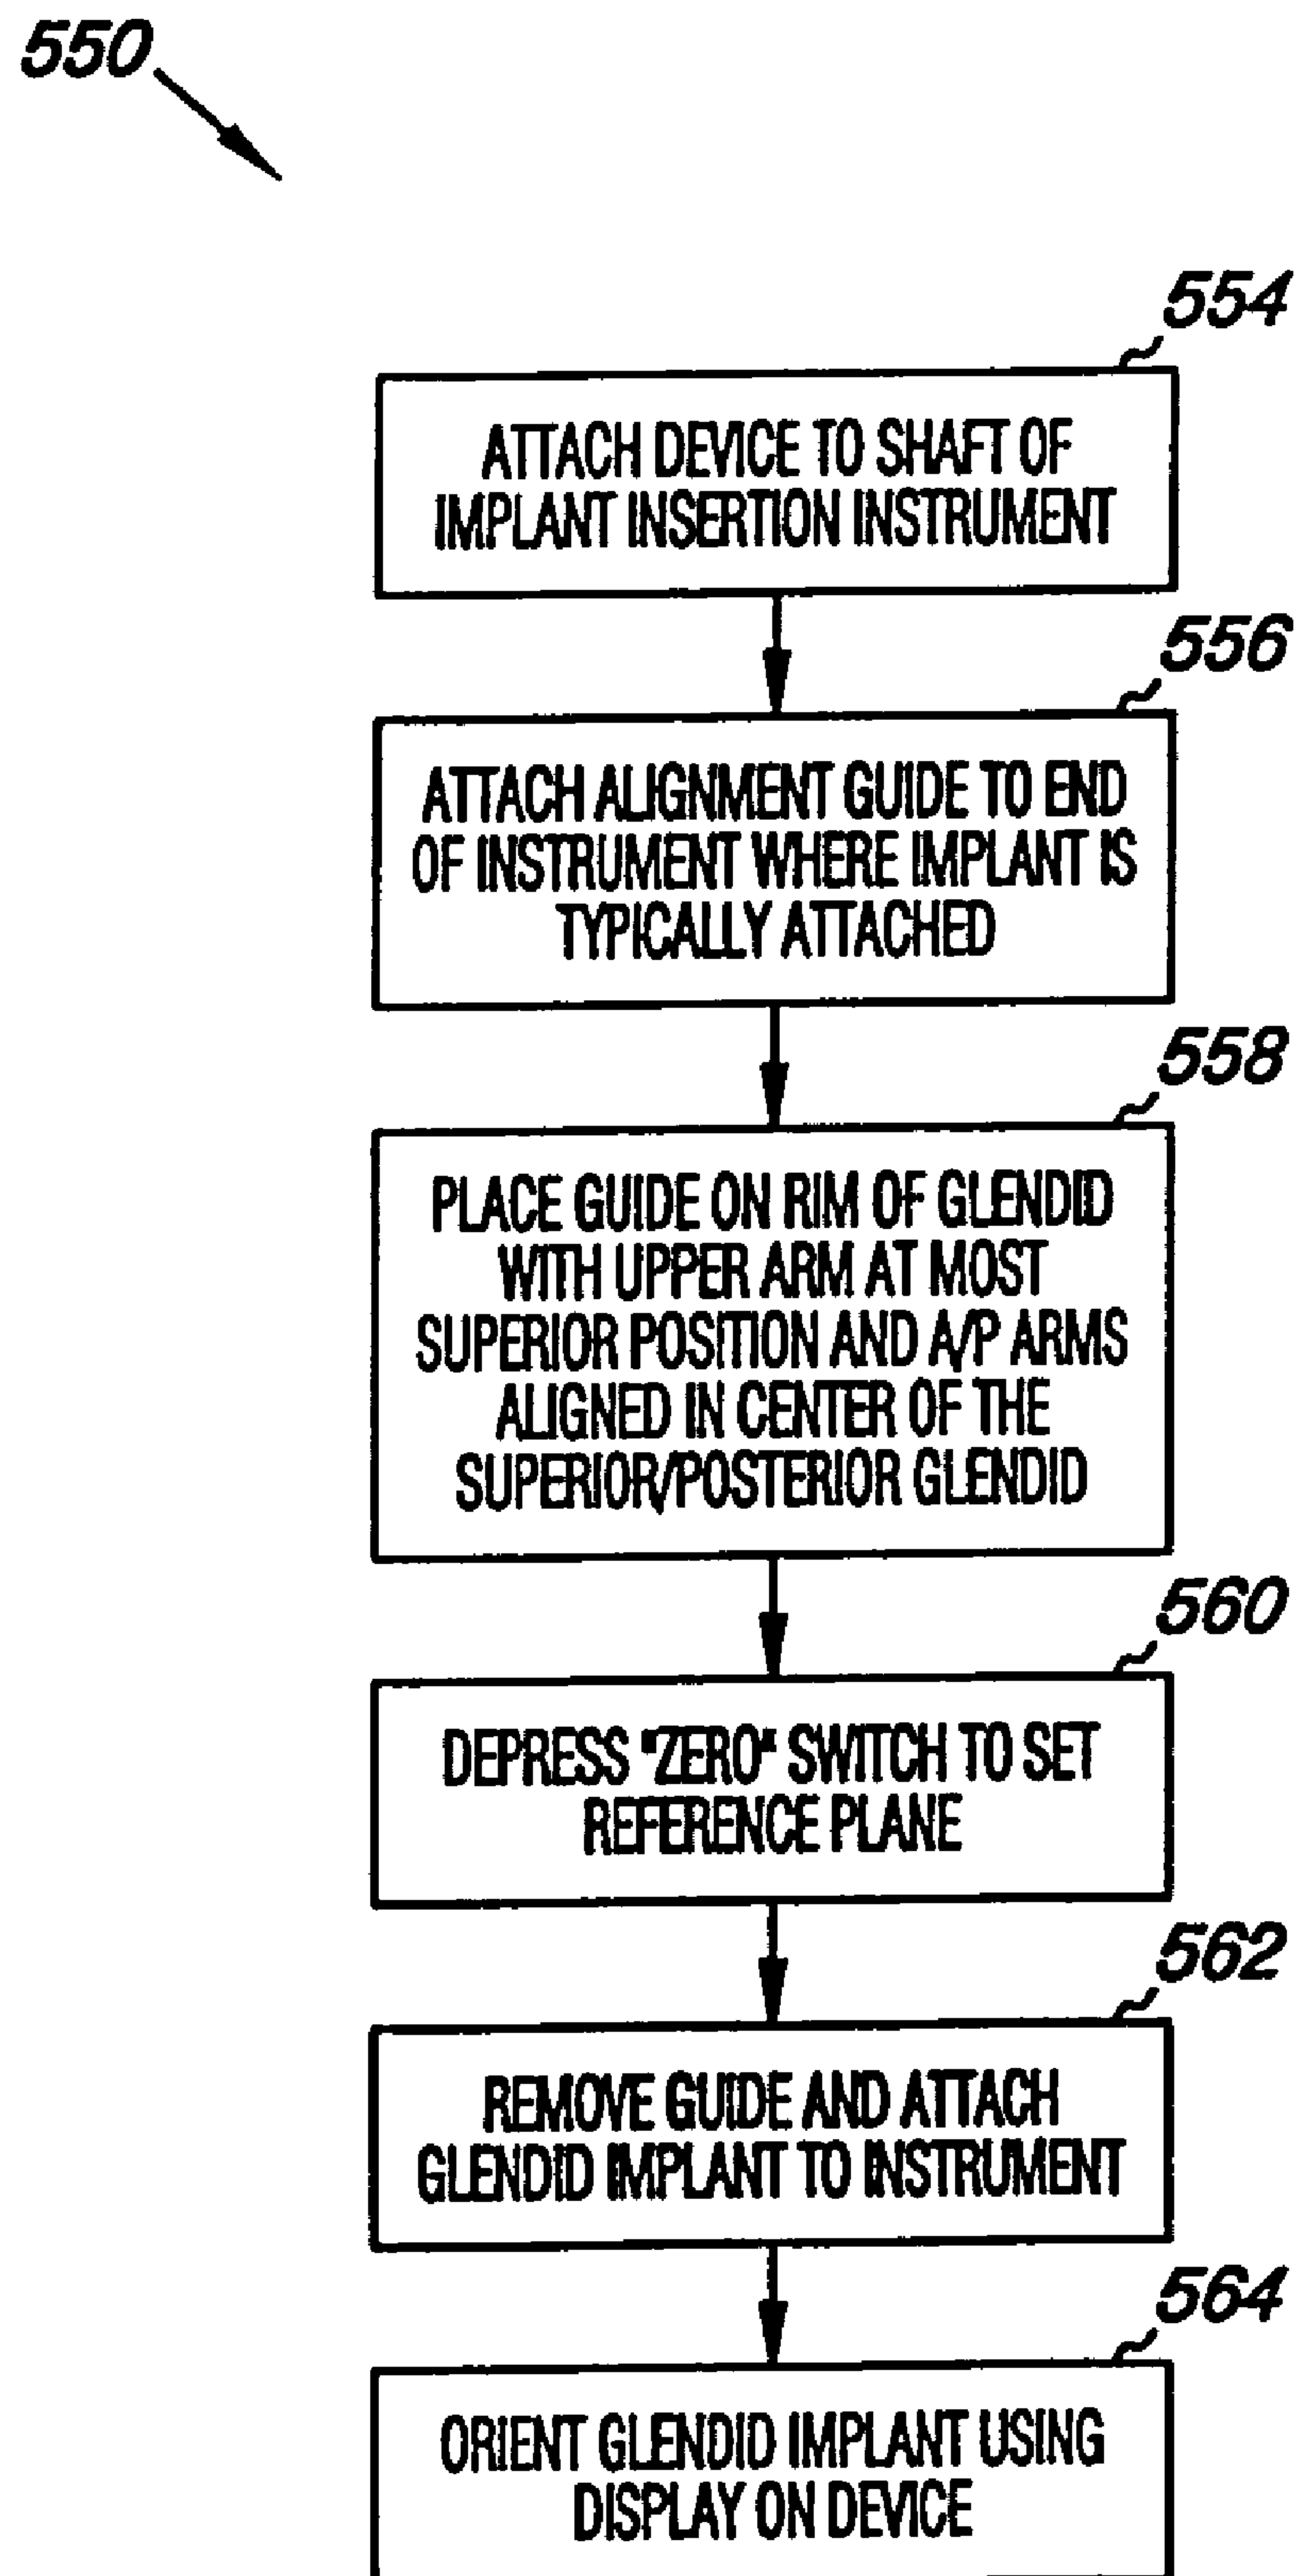 550
554
ATTACH DEVICE TO SHAFT OF
IMPLANT INSERTION INSTRUMENT
556
ATTACH ALIGNMENT GUIDE TO END
OF INSTRUMENT WHERE IMPLANT IS
TYPICALLY ATTACHED
558
PLACE GUIDE ON RIM OF GLENDID
WITH UPPER ARM AT MOST
SUPERIOR POSITION AND A/P ARMS
ALIGNED IN CENTER OF THE
SUPERIOR/POSTERIOR GLENDID
560
DEPRESS "ZERO" SWITCH TO SET
REFERENCE PLANE
562
REMOVE GUIDE AND ATTACH
GLENDID IMPLANT TO INSTRUMENT
564
ORIENT GLENDID IMPLANT USING
DISPLAY ON DEVICE